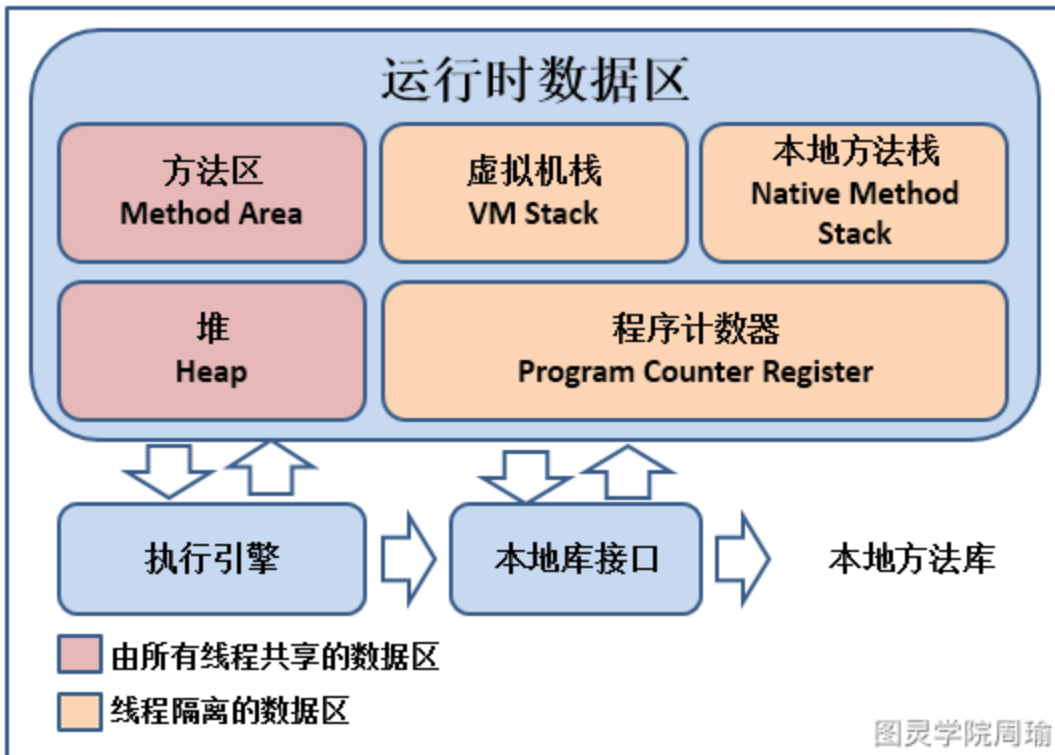 运行时数据区
方法区
Method Area
虚拟机栈
VM Stack
本地方法栈
Native Method
Stack
堆
Heap
程序计数器
Program Counter Register
执行引擎
本地库接口
本地方法库
由所有线程共享的数据区
线程隔离的数据区
图灵学院周瑜